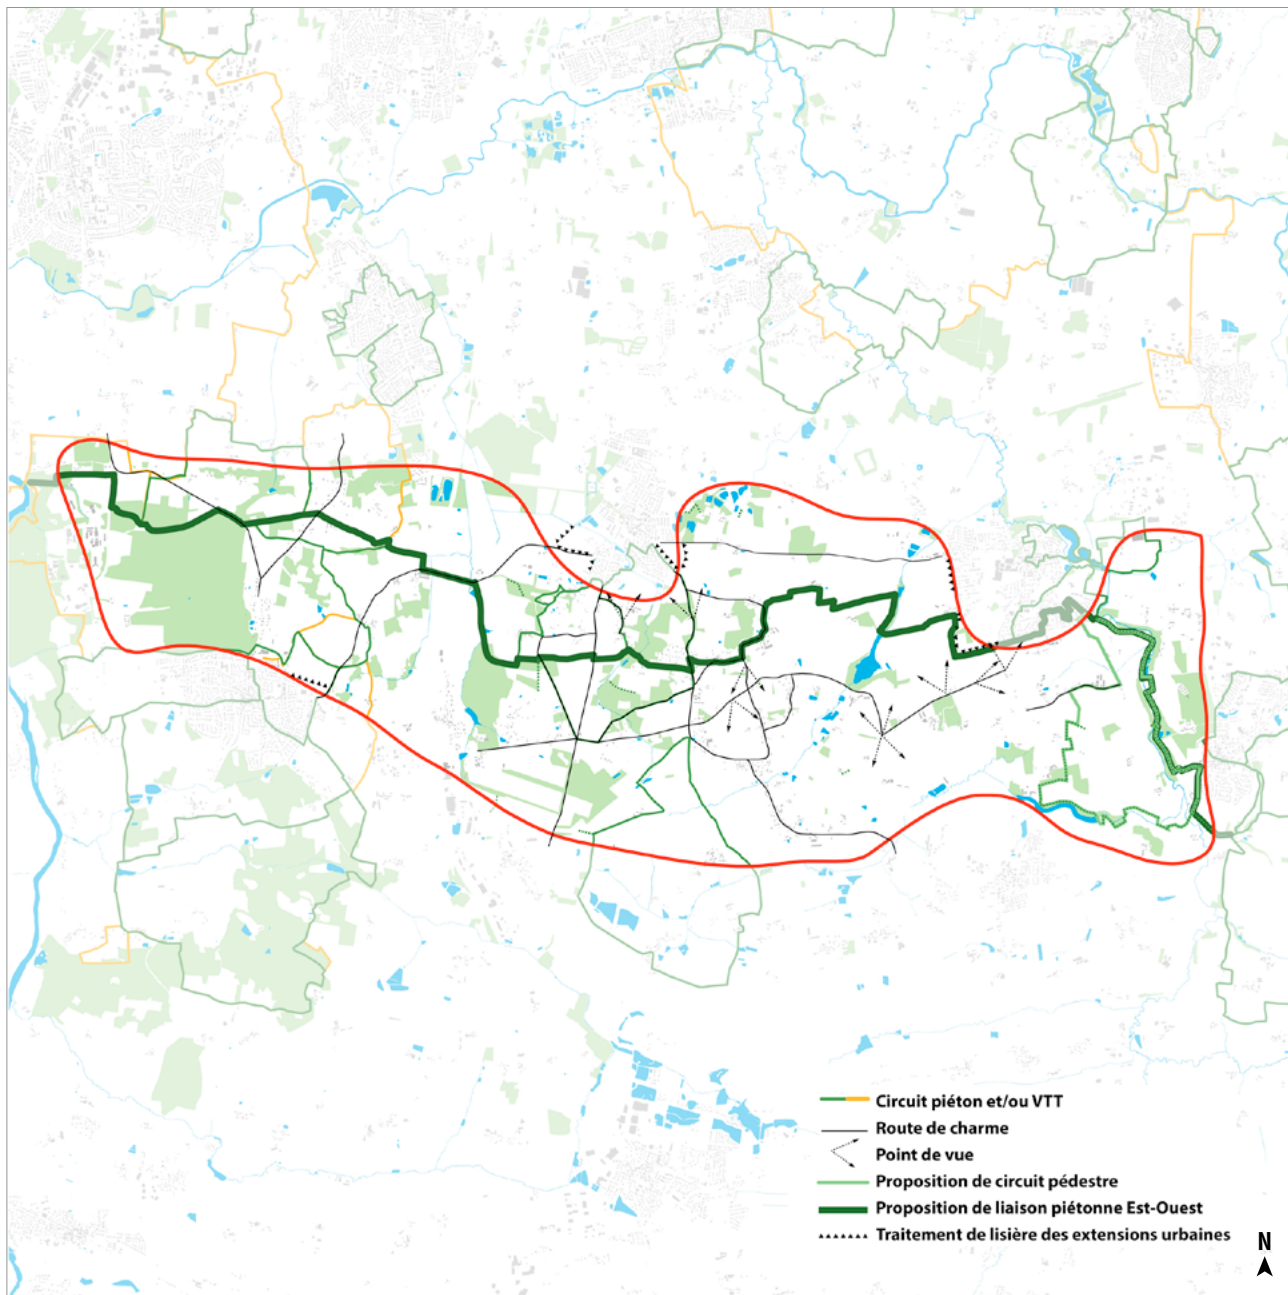 Circuit piéton et/ou VTT
Route de charme
Point de vue
Proposition de circuit pédestre
Proposition de liaison piétonne Est-Ouest
Traitement de lisière des extensions urbaines
N